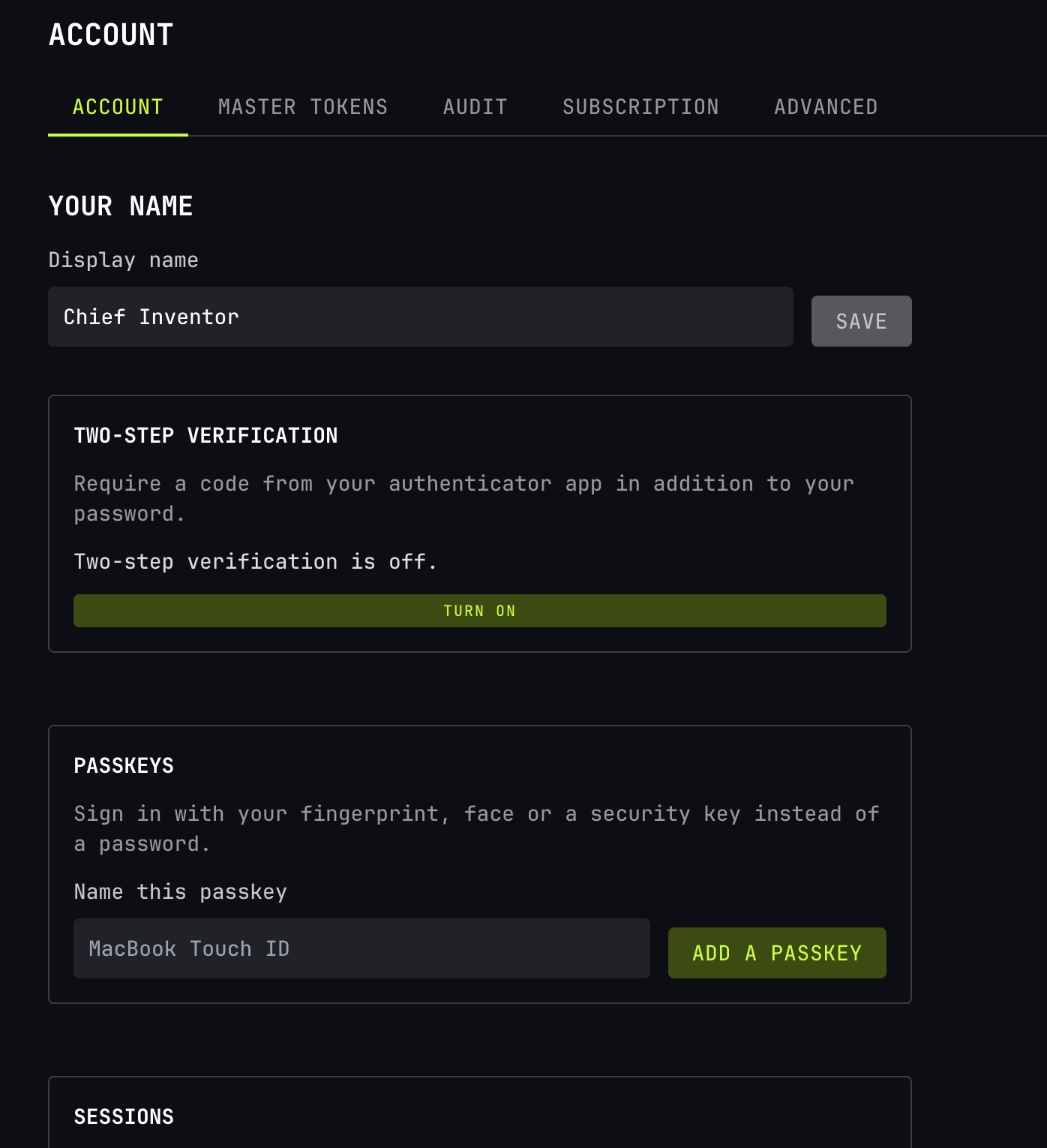 ACCOUNT
ACCOUNT MASTER TOKENS AUDIT SUBSCRIPTION ADVANCED
YOUR NAME
Display name
Chief Inventor
SAVE
TWO-STEP VERIFICATION
Require a code from your authenticator app in addition to your
password.
Two-step verification is off.
TURN ON
PASSKEYS
Sign in with your fingerprint, face or a security key instead of
a password.
Name this passkey
MacBook Touch ID
ADD A PASSKEY
SESSIONS